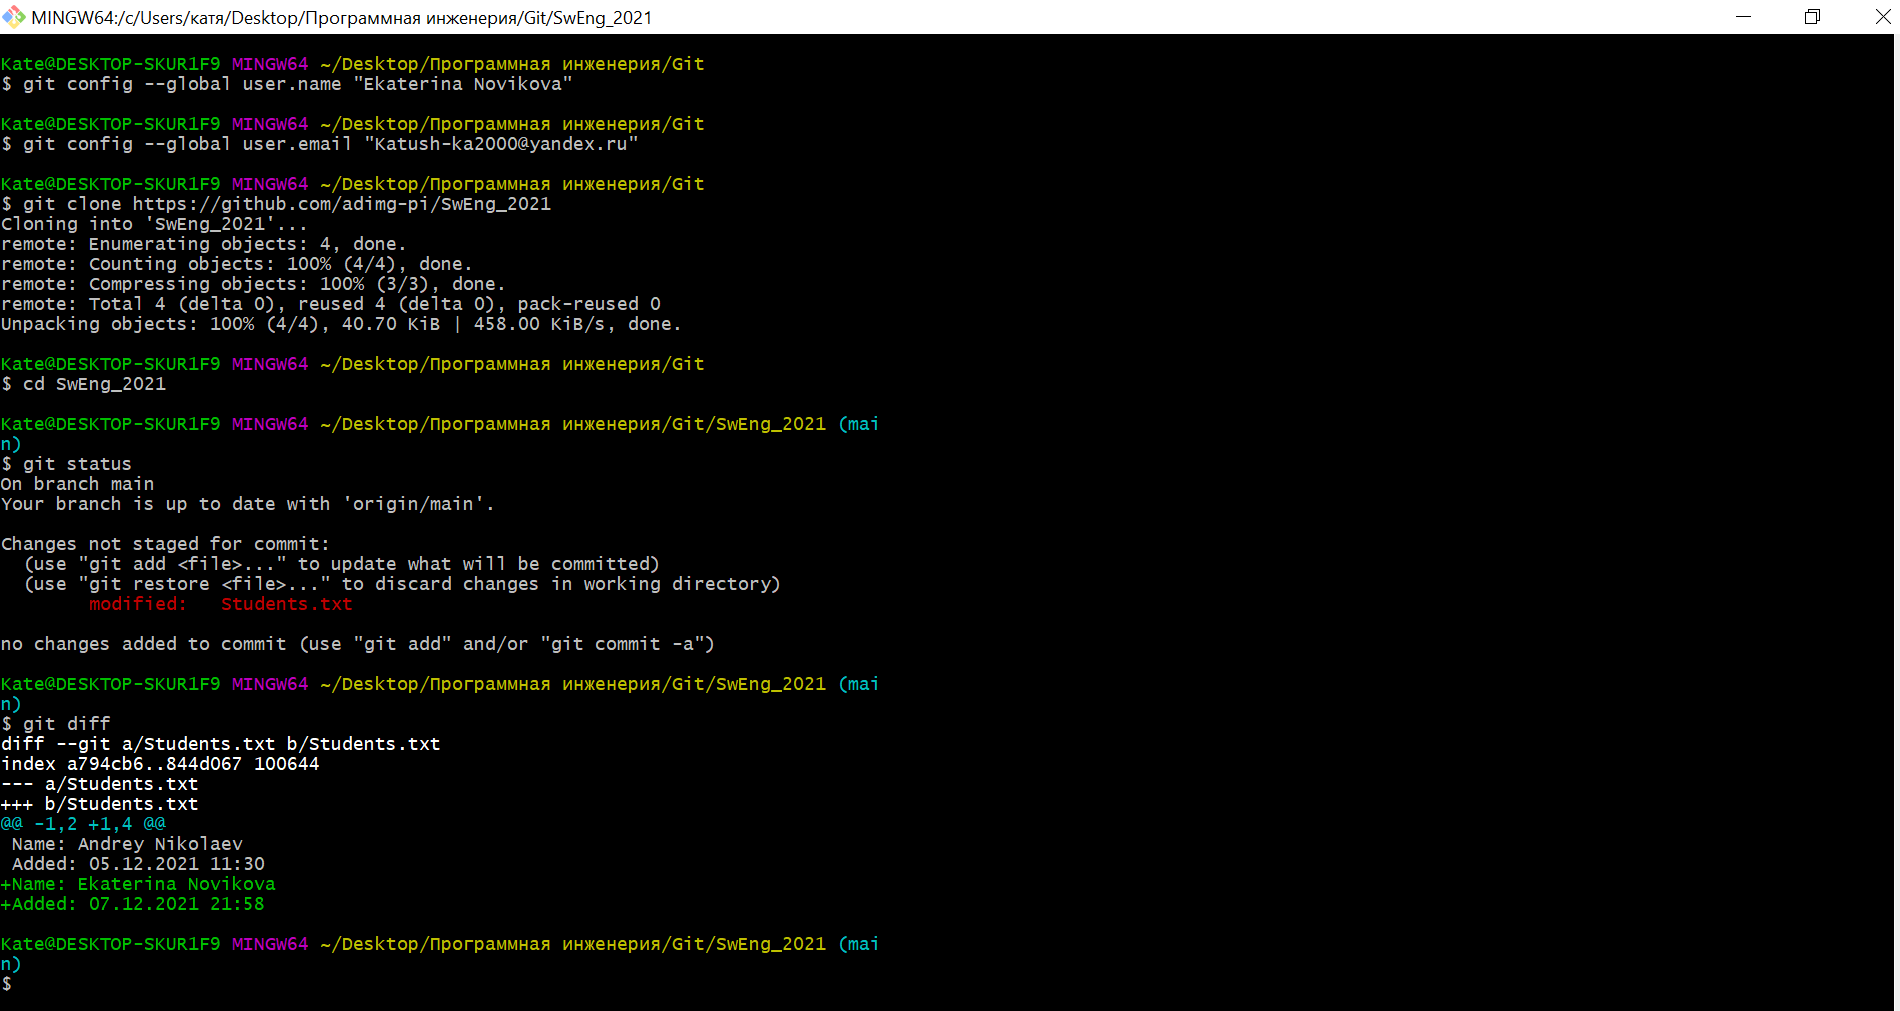 MINGW64:/c/Users/катя/Desktop/Программная инженерия/Git/SwEng_2021
Kate@DESKTOP-SKUR1F9 MINGW64 ~/Desktop/Программная инженерия/Git
$ git config --global user.name "Ekaterina Novikova"
Kate@DESKTOP-SKUR1F9 MINGW64 ~/Desktop/Программная инженерия/Git
$ git config --global user.email "Katush-ka2000@yandex.ru"
Kate@DESKTOP-SKUR1F9 MINGW64 ~/Desktop/Программная инженерия/Git
$ git clone https://github.com/adimg-pi/SwEng_2021
Cloning into 'SwEng_2021'...
remote: Enumerating objects: 4, done.
remote: Counting objects: 100% (4/4), done.
remote: Compressing objects: 100% (3/3), done.
remote: Total 4 (delta 0), reused 4 (delta 0), pack-reused 0
Unpacking objects: 100% (4/4), 40.70 KiB | 458.00 KiB/s, done.
Kate@DESKTOP-SKUR1F9 MINGW64 ~/Desktop/Программная инженерия/Git
$ cd SwEng_2021
Kate@DESKTOP-SKUR1F9 MINGW64 ~/Desktop/Программная инженерия/Git/SwEng_2021 (mai
n)
$ git status
On branch main
Your branch is up to date with 'origin/main'.
Changes not staged for commit:
  (use "git add <file>..." to update what will be committed)
  (use "git restore <file>..." to discard changes in working directory)
        modified:   Students.txt
no changes added to commit (use "git add" and/or "git commit -a")
Kate@DESKTOP-SKUR1F9 MINGW64 ~/Desktop/Программная инженерия/Git/SwEng_2021 (mai
n)
$ git diff
diff --git a/Students.txt b/Students.txt
index a794cb6..844d067 100644
--- a/Students.txt
+++ b/Students.txt
@@ -1,2 +1,4 @@
 Name: Andrey Nikolaev
 Added: 05.12.2021 11:30
+Name: Ekaterina Novikova
+Added: 07.12.2021 21:58
Kate@DESKTOP-SKUR1F9 MINGW64 ~/Desktop/Программная инженерия/Git/SwEng_2021 (mai
n)
$